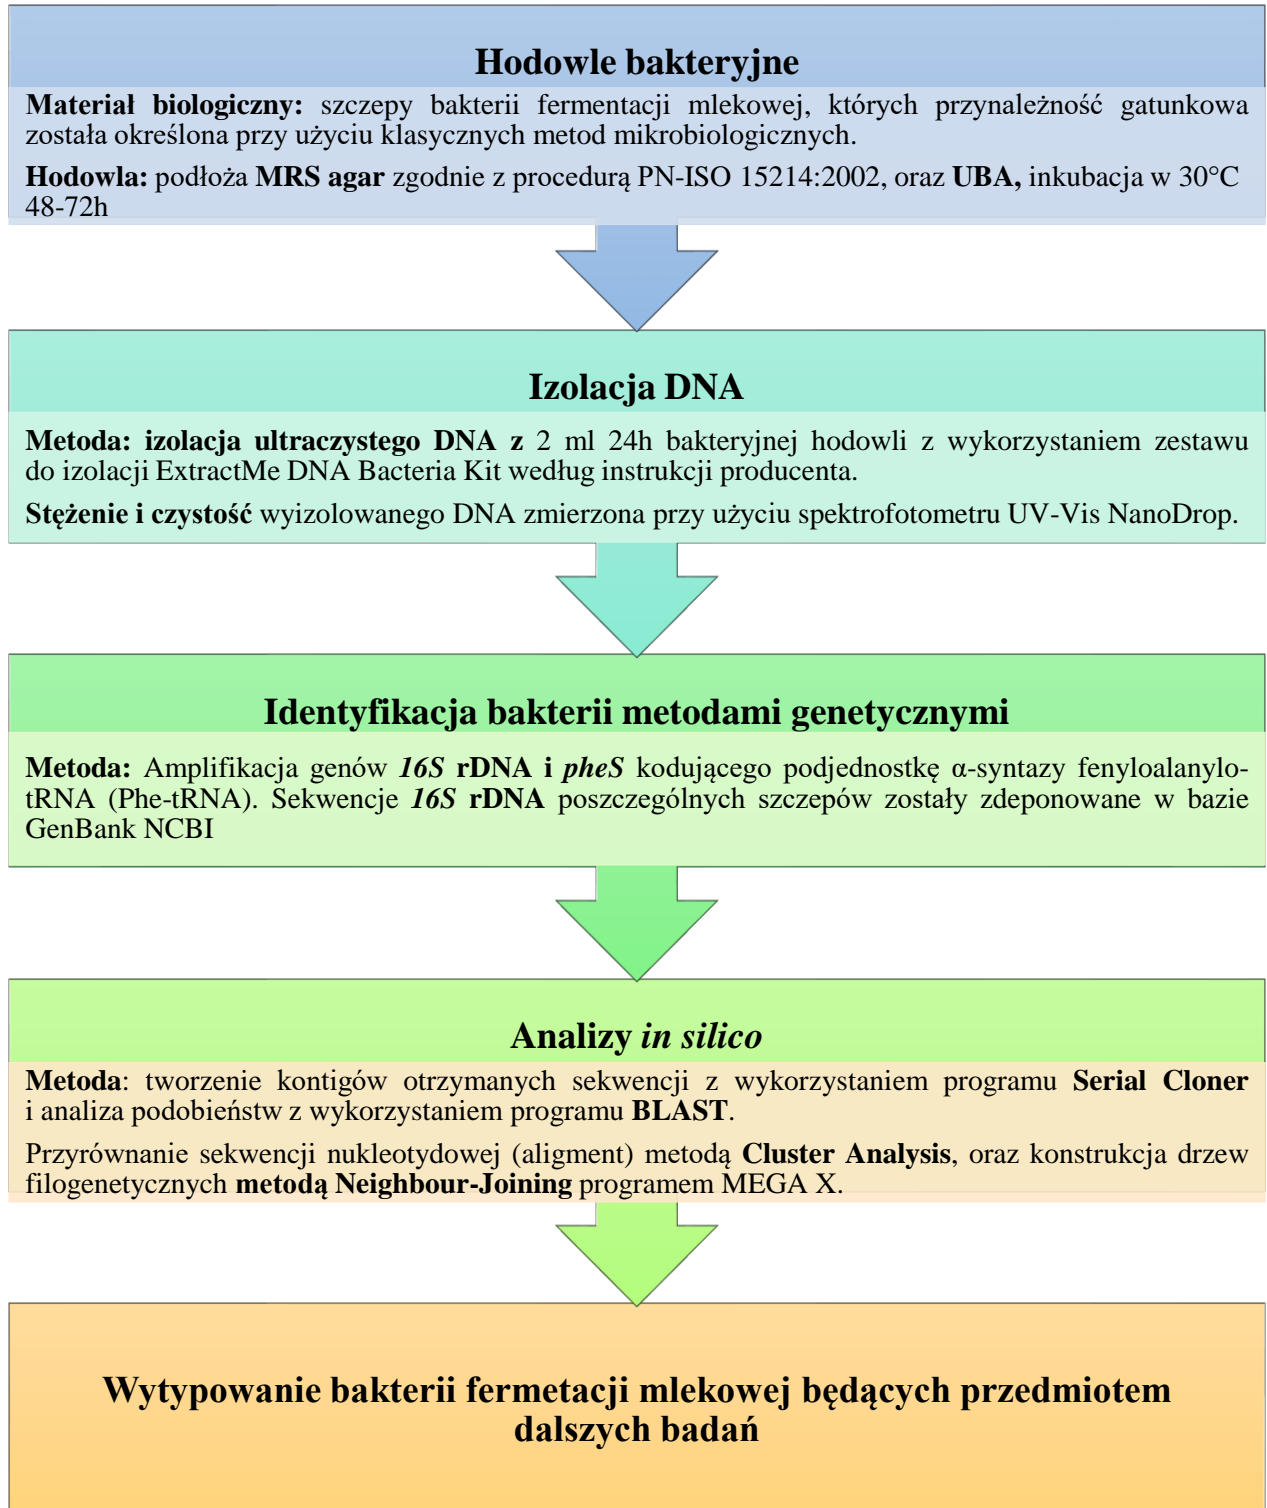 Hodowle bakteryjne
Materiał biologiczny: szczepy bakterii fermentacji mlekowej, których przynależność gatunkowa
została określona przy użyciu klasycznych metod mikrobiologicznych.
Hodowla: podłoża MRS agar zgodnie z procedurą PN-ISO 15214:2002, oraz UBA, inkubacja w 30°C
48-72h
Izolacja DNA
Metoda: izolacja ultraczystego DNA z 2 ml 24h bakteryjnej hodowli z wykorzystaniem zestawu
do izolacji ExtractMe DNA Bacteria Kit według instrukcji producenta.
Stężenie i czystość wyizolowanego DNA zmierzona przy użyciu spektrofotometru UV-Vis NanoDrop.
Identyfikacja bakterii metodami genetycznymi
Metoda: Amplifikacja genów 16S rDNA i pheS kodującego podjednostkę α-syntazy fenyloalanylo-
tRNA (Phe-tRNA). Sekwencje 16S rDNA poszczególnych szczepów zostały zdeponowane w bazie
GenBank NCBI
Analizy in silico
Metoda: tworzenie kontigów otrzymanych sekwencji z wykorzystaniem programu Serial Cloner
i analiza podobieństw z wykorzystaniem programu BLAST.
Przyrównanie sekwencji nukleotydowej (aligment) metodą Cluster Analysis, oraz konstrukcja drzew
filogenetycznych metodą Neighbour-Joining programem MEGA X.
Wytypowanie bakterii fermetacji mlekowej będących przedmiotem
dalszych badań